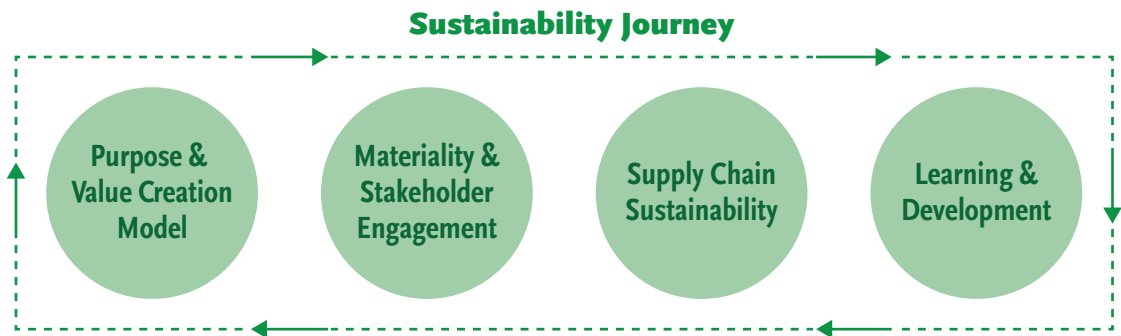 Sustainability Journey
Purpose &
Value Creation
Model
Materiality &
Stakeholder
Engagement
Supply Chain
Sustainability
Learning &
Development